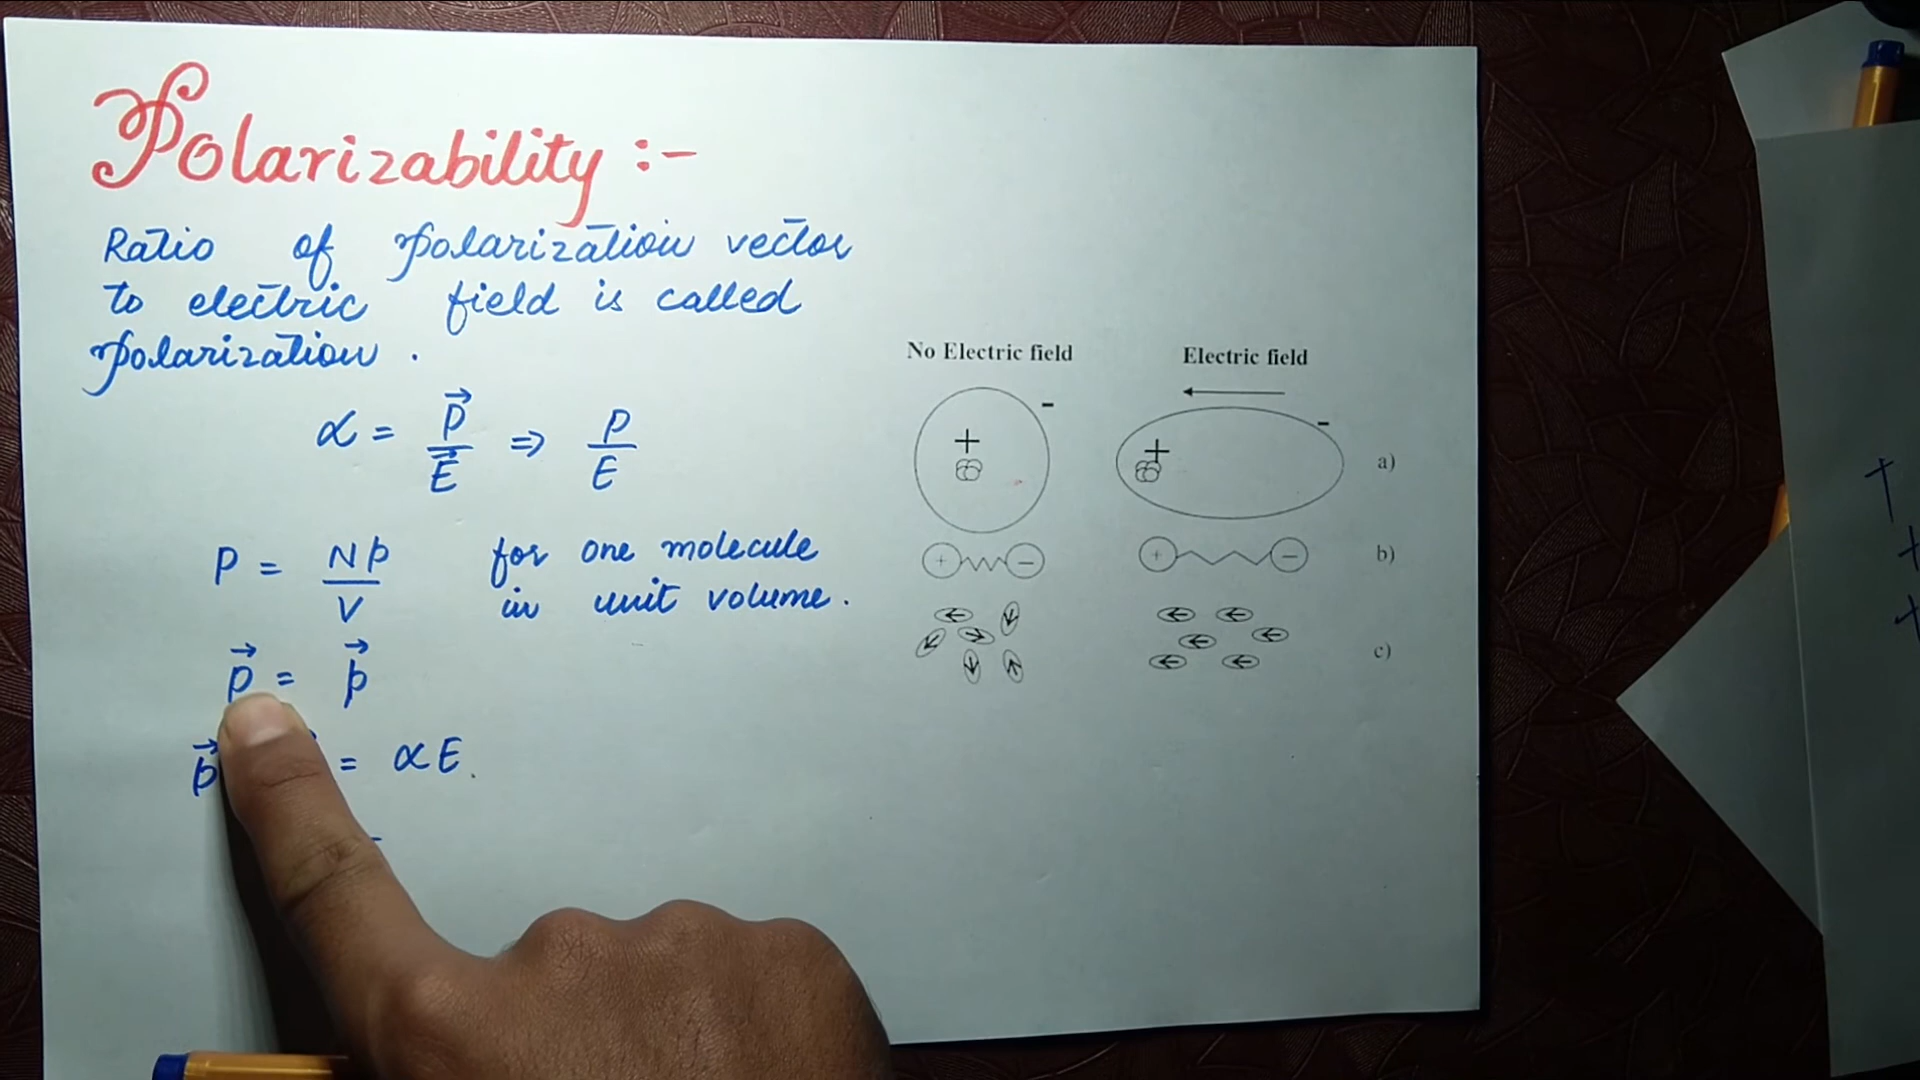 Polarizability :-
Ratio of polarization vector
to electric field is called
polarization .
α = P⃗ / E⃗ ⇒ P / E
P = Np / V for one molecule
in unit volume .
P⃗ = p⃗
p⃗ = αE .
No Electric field Electric field
- -
+ + a)
+ - + - b)
c)